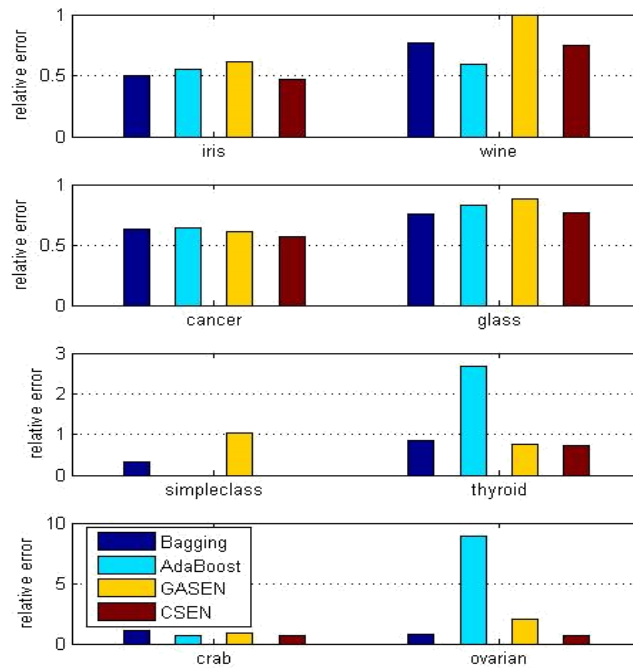 1
0.5
0
relative error
iris
wine
1
0.5
0
relative error
cancer
glass
3
2
1
0
relative error
simpleclass
thyroid
10
5
0
relative error
Bagging
AdaBoost
GASEN
CSEN
crab
ovarian